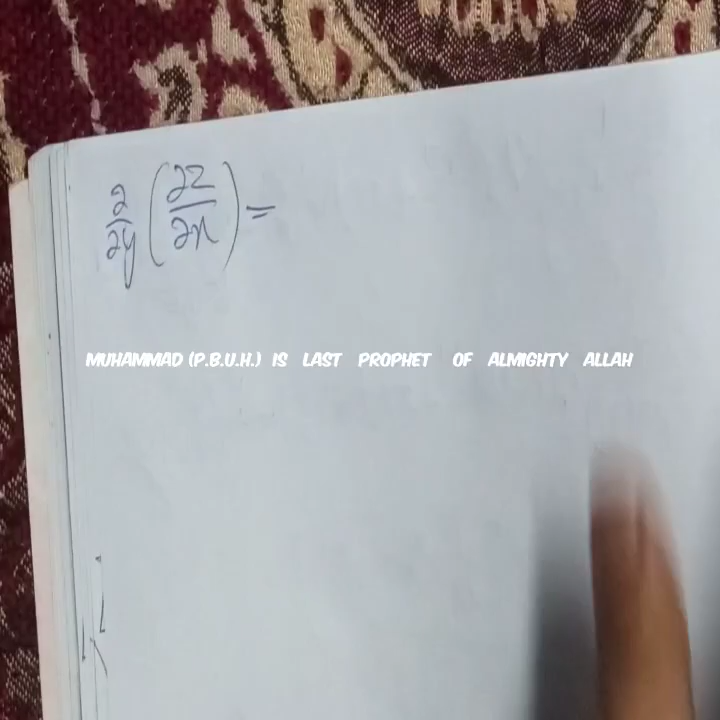 ∂/∂y (∂z/∂x) =
MUHAMMAD (P.B.U.H.) IS LAST PROPHET OF ALMIGHTY ALLAH